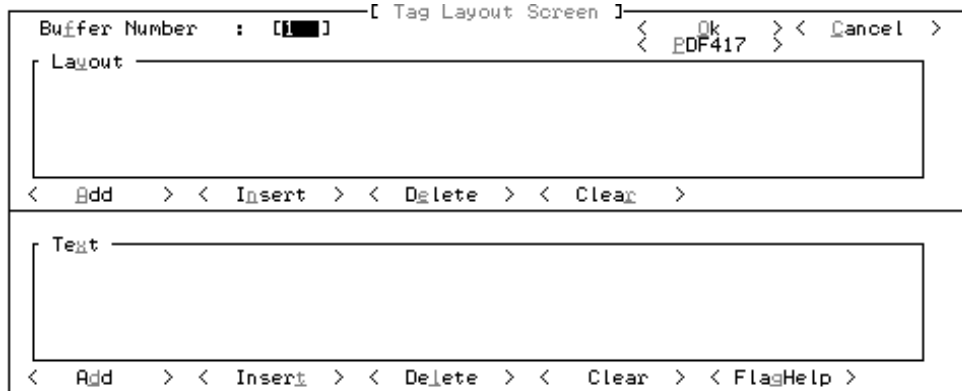 [ Tag Layout Screen ]
Buffer Number : [1 ] < Ok > < Cancel >
< PDF417 >
Layout
< Add > < Insert > < Delete > < Clear >
Text
< Add > < Insert > < Delete > < Clear > < FlagHelp >